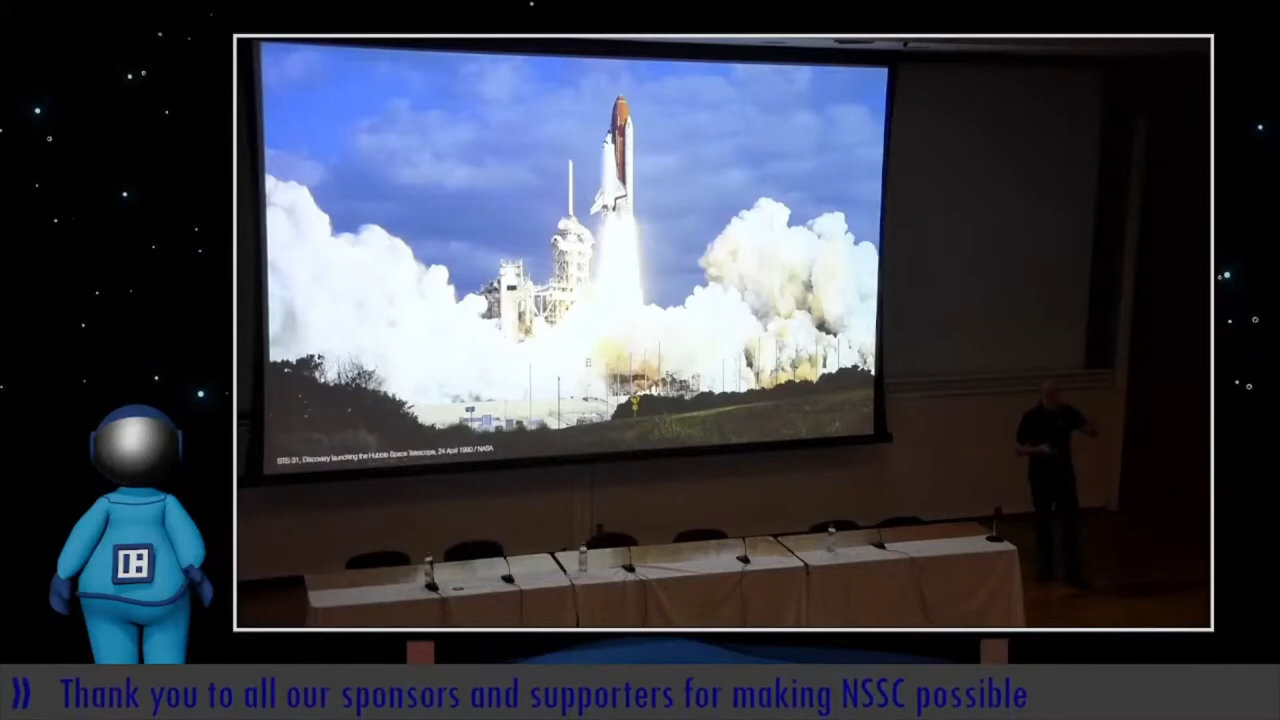 STS-31, Discovery launching the Hubble Space Telescope, 24 April 1990 / NASA
» Thank you to all our sponsors and supporters for making NSSC possible